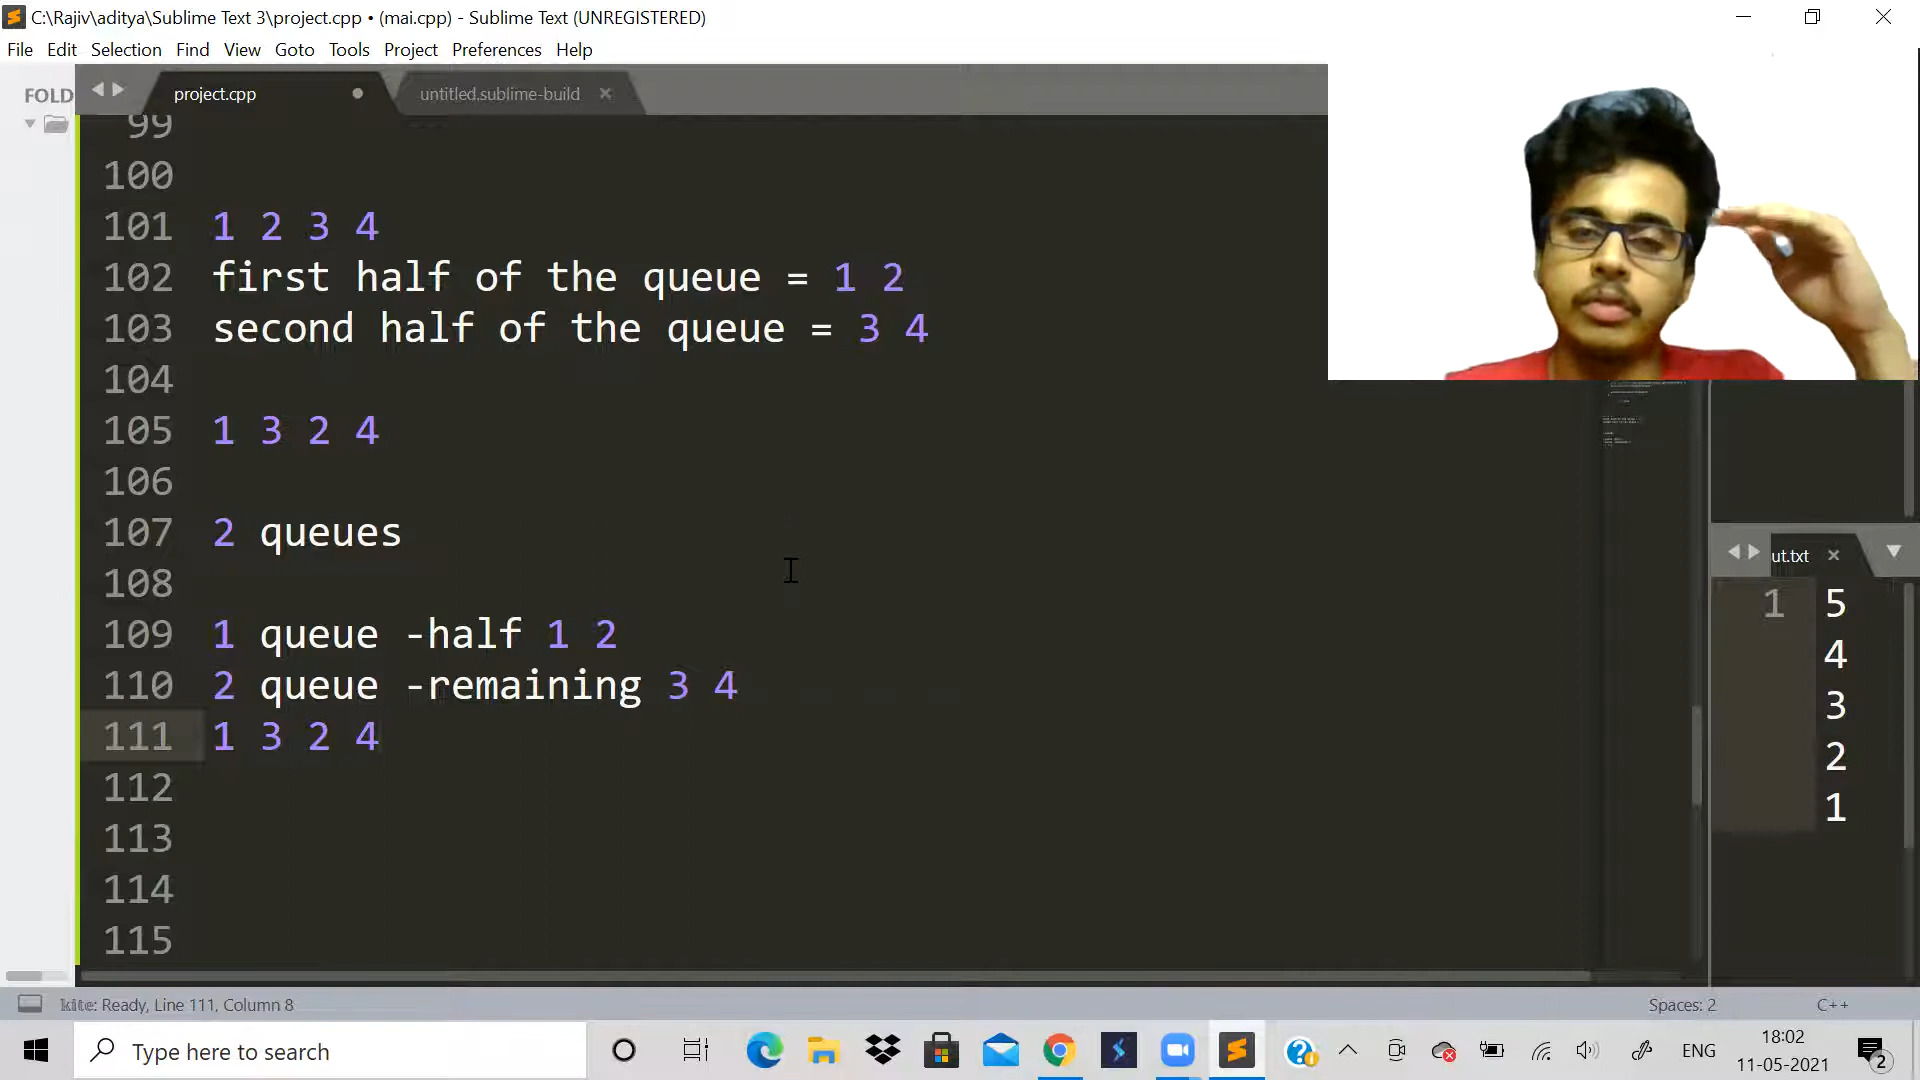 C:\Rajiv\aditya\Sublime Text 3\project.cpp • (mai.cpp) - Sublime Text (UNREGISTERED)
File Edit Selection Find View Goto Tools Project Preferences Help
FOLD
project.cpp
untitled.sublime-build
99
100
101 1 2 3 4
102 first half of the queue = 1 2
103 second half of the queue = 3 4
104
105 1 3 2 4
106
107 2 queues
108
109 1 queue -half 1 2
110 2 queue -remaining 3 4
111 1 3 2 4
112
113
114
115
ut.txt
1 5
4
3
2
1
kite: Ready, Line 111, Column 8
Spaces: 2 C++
Type here to search
ENG
18:02
11-05-2021
2